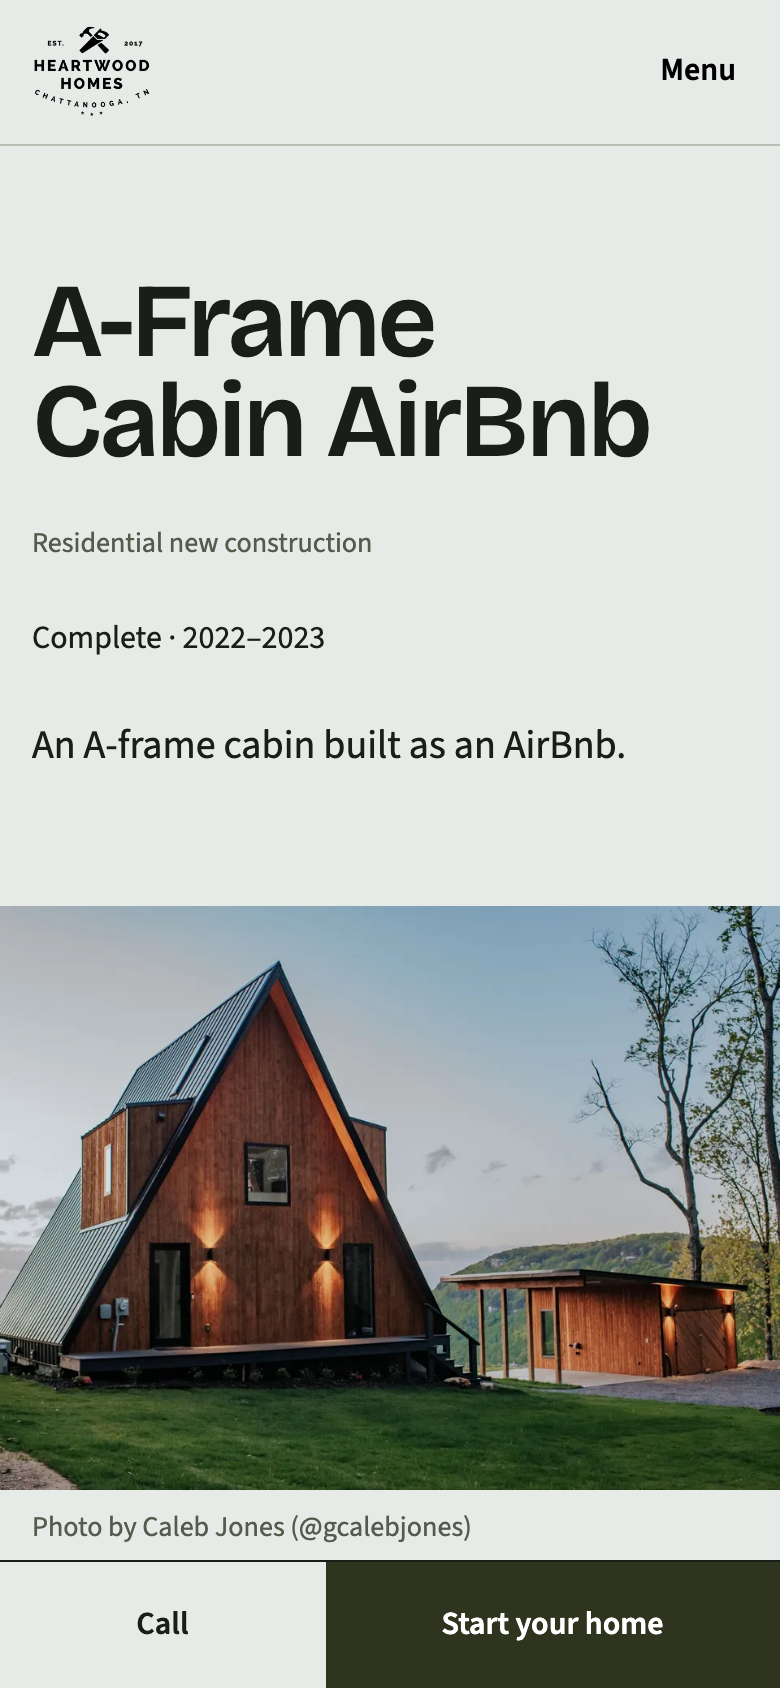 EST. 2017
HEARTWOOD
HOMES
CHATTANOOGA, TN
Menu
A-Frame
Cabin AirBnb
Residential new construction
Complete · 2022–2023
An A-frame cabin built as an AirBnb.
Photo by Caleb Jones (@gcalebjones)
Call
Start your home